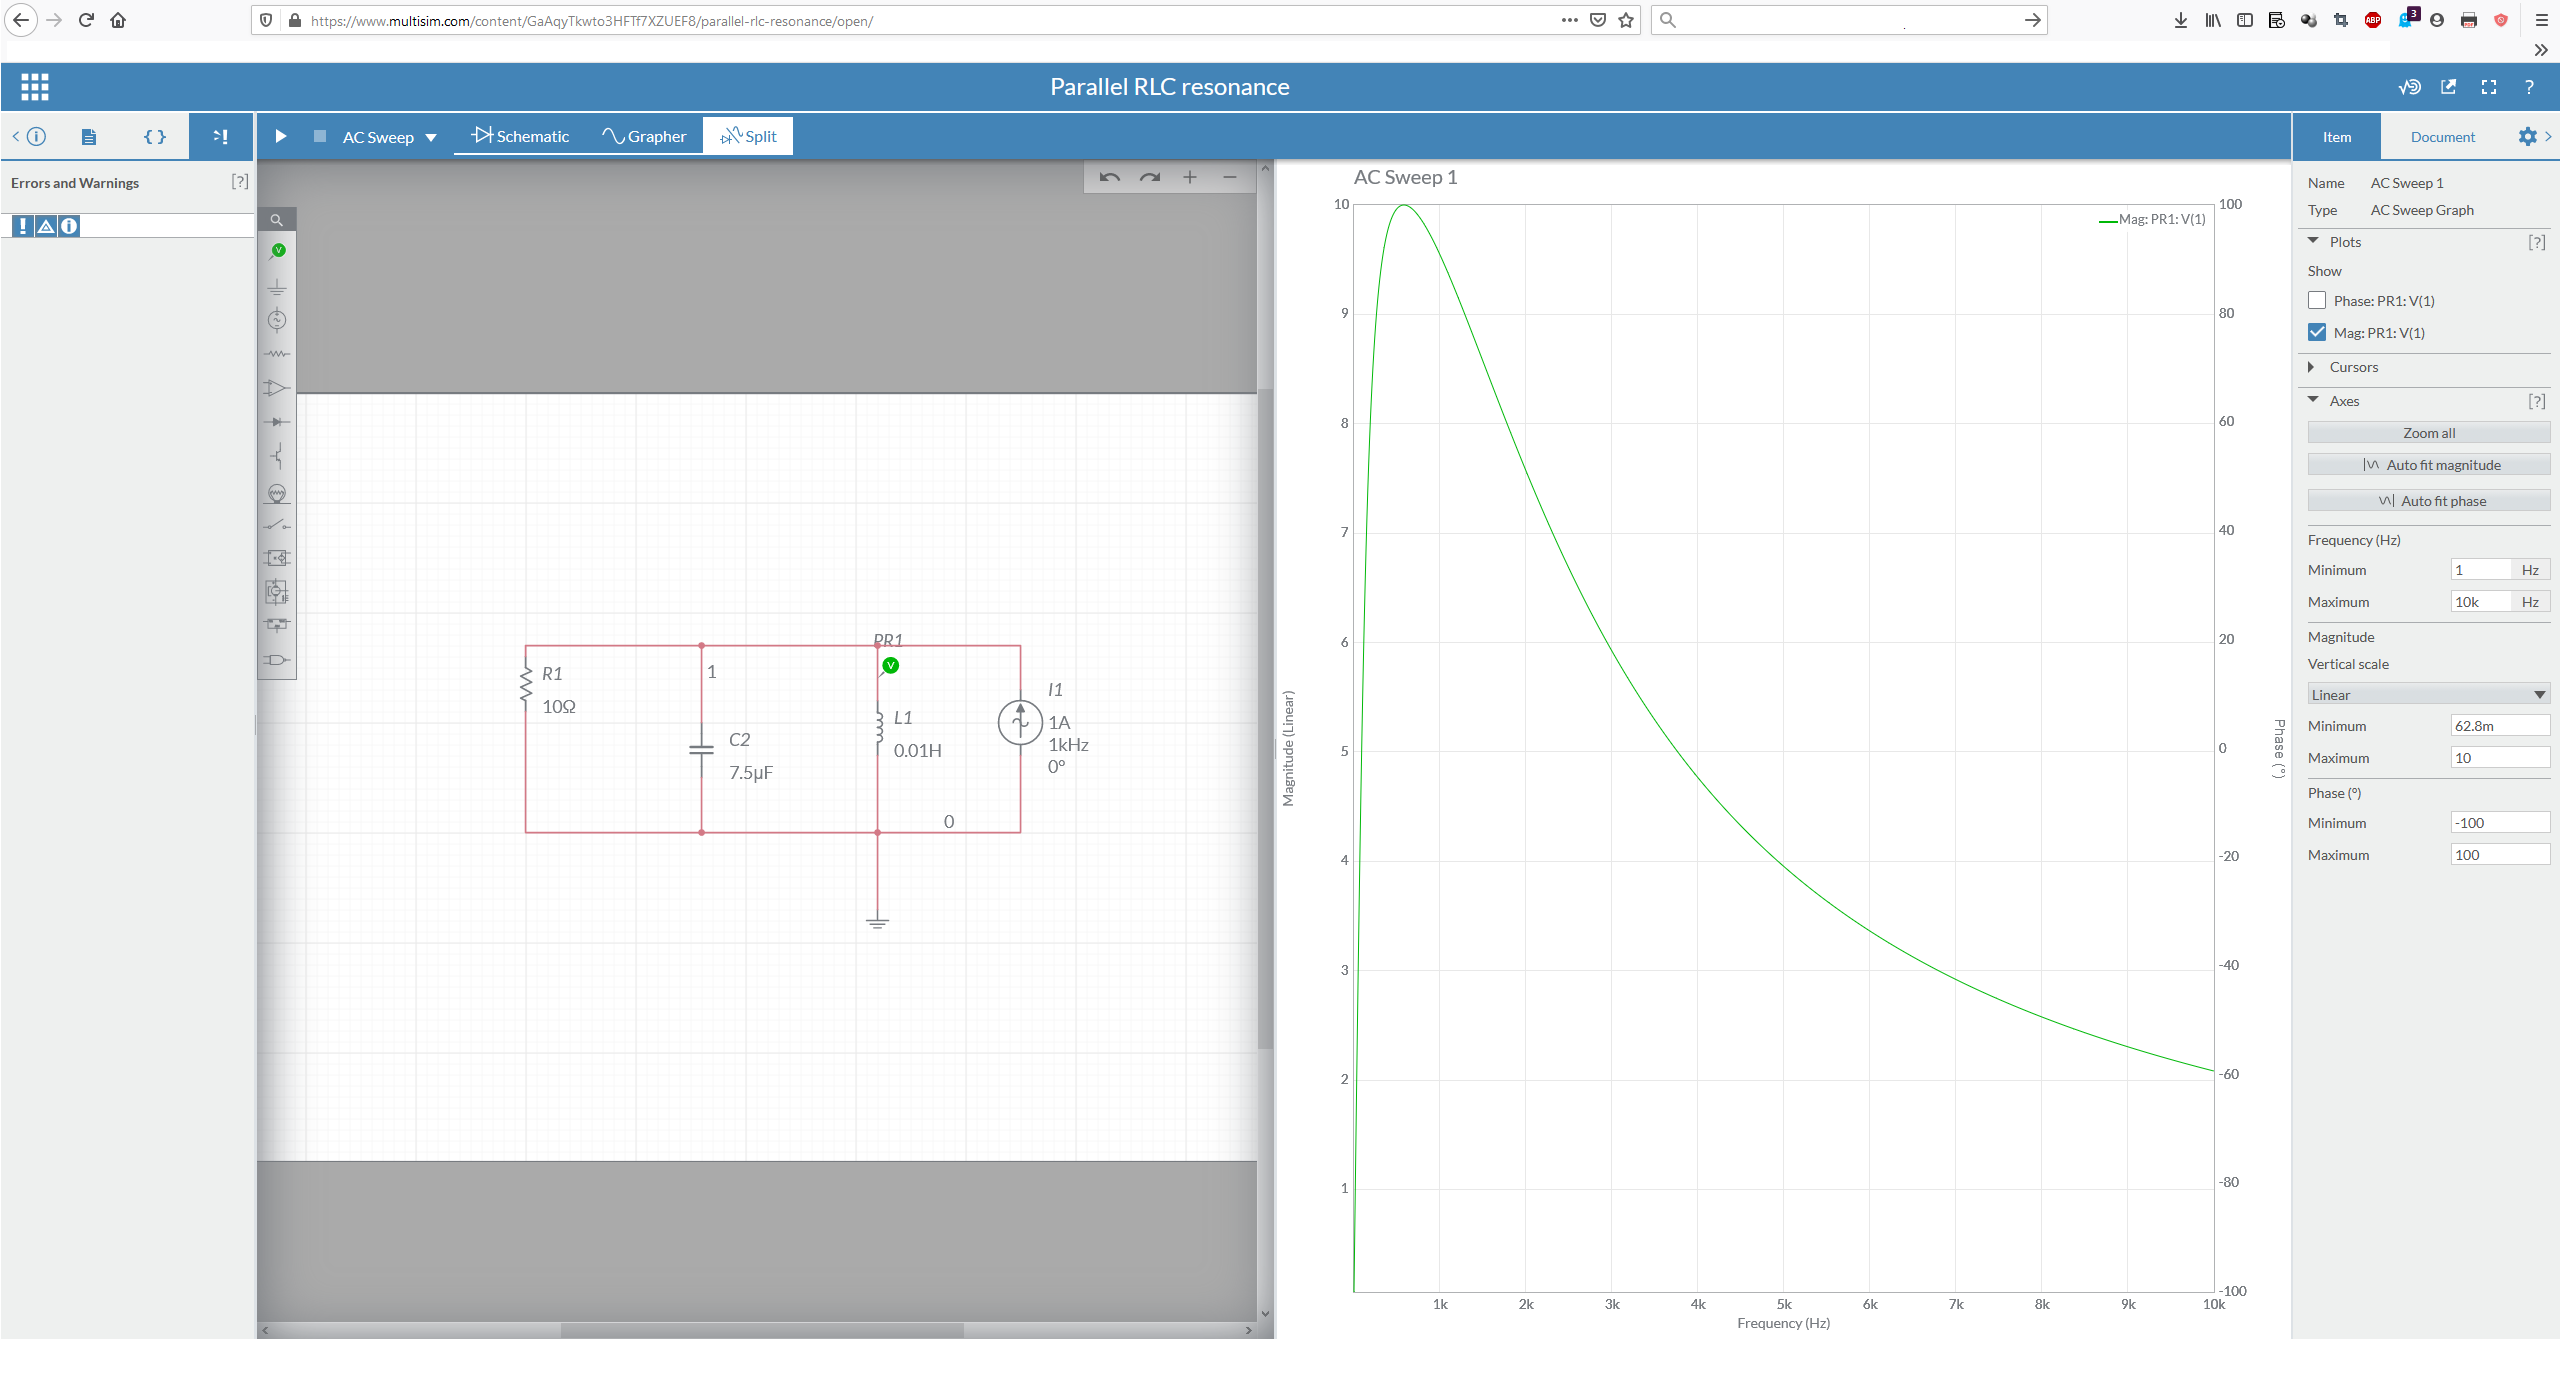 https://www.multisim.com/content/GaAqyTkwto3HFTf7XZUEF8/parallel-rlc-resonance/open/
ABP
3
Parallel RLC resonance
?
{ }
AC Sweep
Schematic
Grapher
Split
Item
Document
Errors and Warnings
[?]
V
PR1
V
R1
10Ω
1
C2
7.5µF
L1
0.01H
I1
1A
1kHz
0°
0
AC Sweep 1
Mag: PR1: V(1)
10
9
8
7
6
5
4
3
2
1
Magnitude (Linear)
100
80
60
40
20
0
-20
-40
-60
-80
-100
Phase (°)
1k
2k
3k
4k
5k
6k
7k
8k
9k
10k
Frequency (Hz)
Name AC Sweep 1
Type AC Sweep Graph
Plots [?]
Show
Phase: PR1: V(1)
Mag: PR1: V(1)
Cursors
Axes [?]
Zoom all
Auto fit magnitude
Auto fit phase
Frequency (Hz)
Minimum 1 Hz
Maximum 10k Hz
Magnitude
Vertical scale
Linear
Minimum 62.8m
Maximum 10
Phase (°)
Minimum -100
Maximum 100